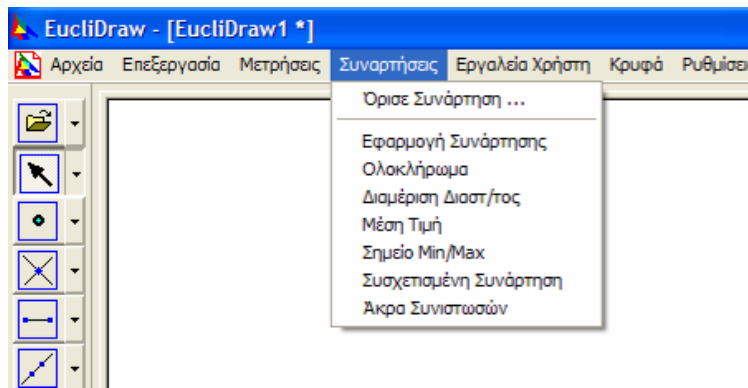 EucliDraw - [EucliDraw1 *]
Αρχεία Επεξεργασία Μετρήσεις Συναρτήσεις Εργαλεία Χρήστη Κρυφά Ρυθμίσει
Όρισε Συνάρτηση ...
Εφαρμογή Συνάρτησης
Ολοκλήρωμα
Διαμέριση Διαστ/τος
Μέση Τιμή
Σημείο Min/Max
Συσχετισμένη Συνάρτηση
Άκρα Συνιστωσών